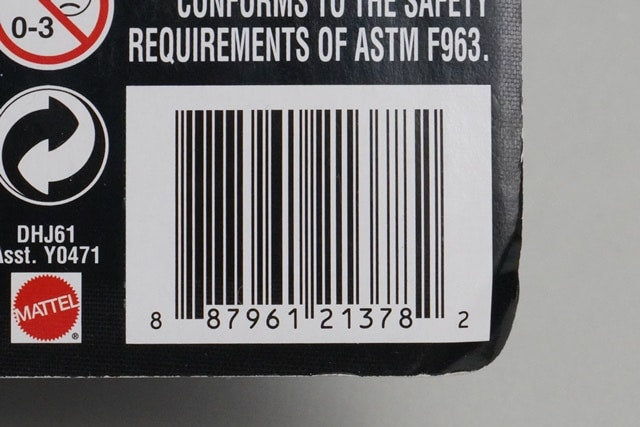 0-3
CONFORMS TO THE SAFETY
REQUIREMENTS OF ASTM F963.
DHJ61
Asst. Y0471
MATTEL
®
8 87961 21378 2